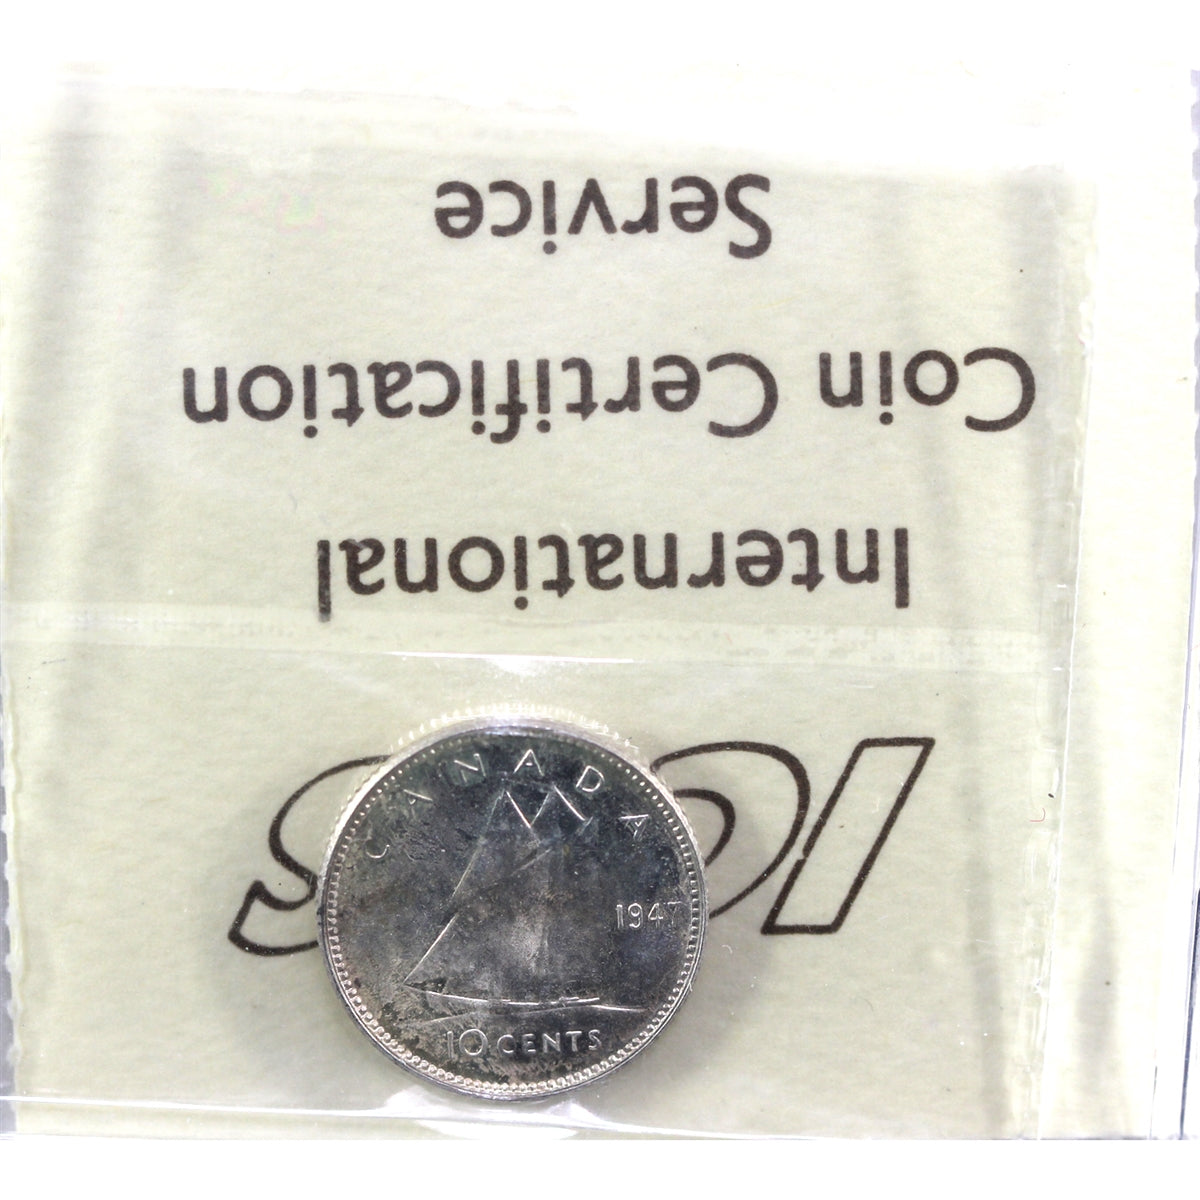 ICCS
International
Coin Certification
Service
CANADA
1947
10 CENTS